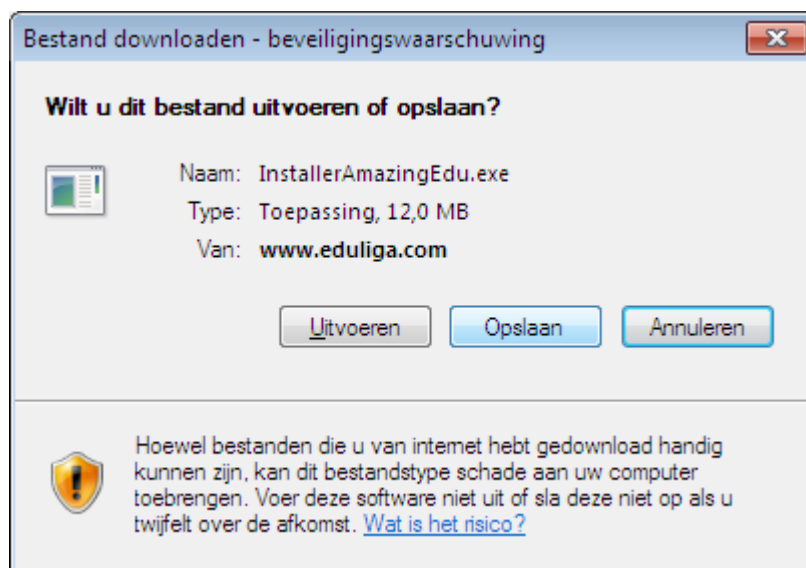 Bestand downloaden - beveiligingswaarschuwing
Wilt u dit bestand uitvoeren of opslaan?
Naam: InstallerAmazingEdu.exe
Type: Toepassing, 12,0 MB
Van: www.eduliga.com
Uitvoeren Opslaan Annuleren
Hoewel bestanden die u van internet hebt gedownload handig
kunnen zijn, kan dit bestandstype schade aan uw computer
toebrengen. Voer deze software niet uit of sla deze niet op als u
twijfelt over de afkomst. Wat is het risico?